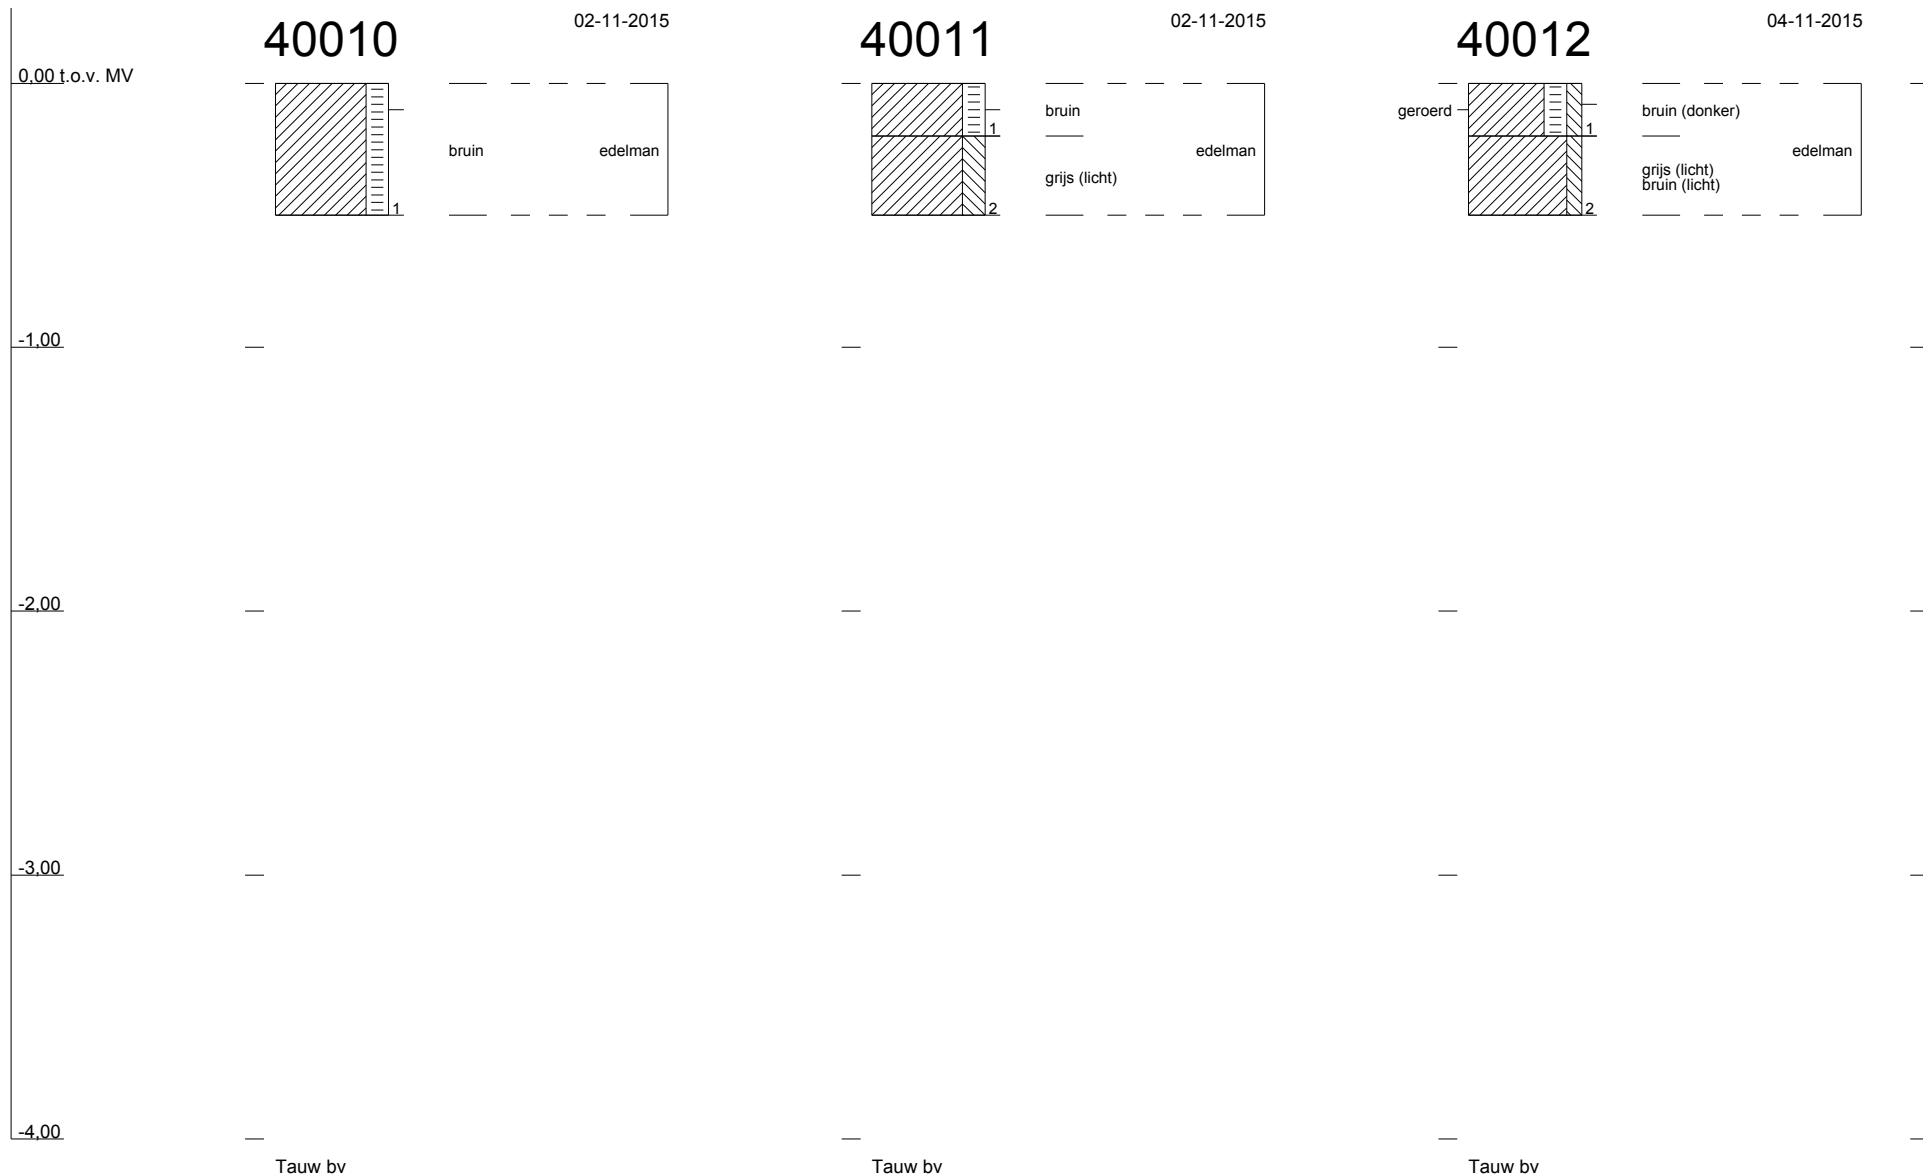 40010
02-11-2015
40011
02-11-2015
40012
04-11-2015
0,00 t.o.v. MV
bruin
edelman
1
bruin
1
edelman
grijs (licht)
2
geroerd
bruin (donker)
1
edelman
grijs (licht)
bruin (licht)
2
-1,00
-2,00
-3,00
-4,00
Tauw bv
Tauw bv
Tauw bv